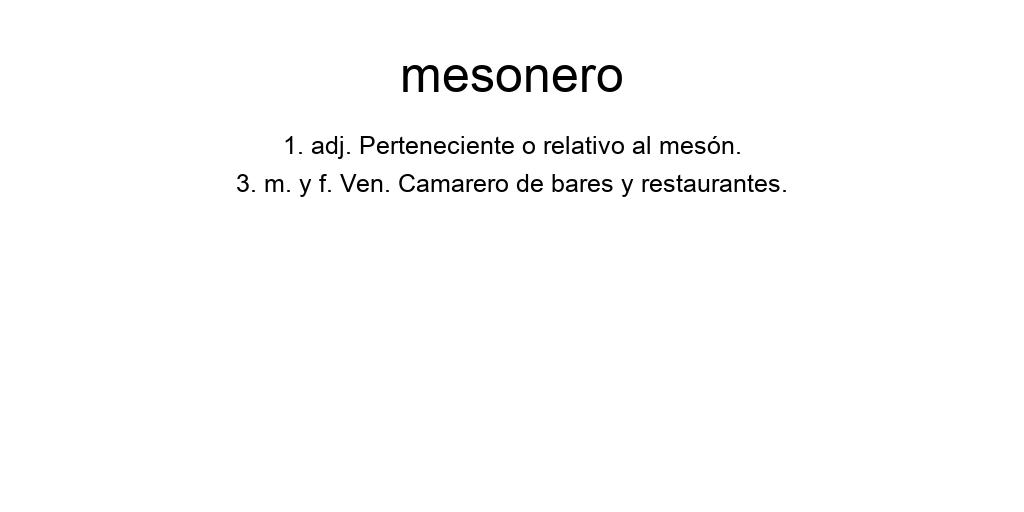 mesonero
1. adj. Perteneciente o relativo al mesón.
3. m. y f. Ven. Camarero de bares y restaurantes.